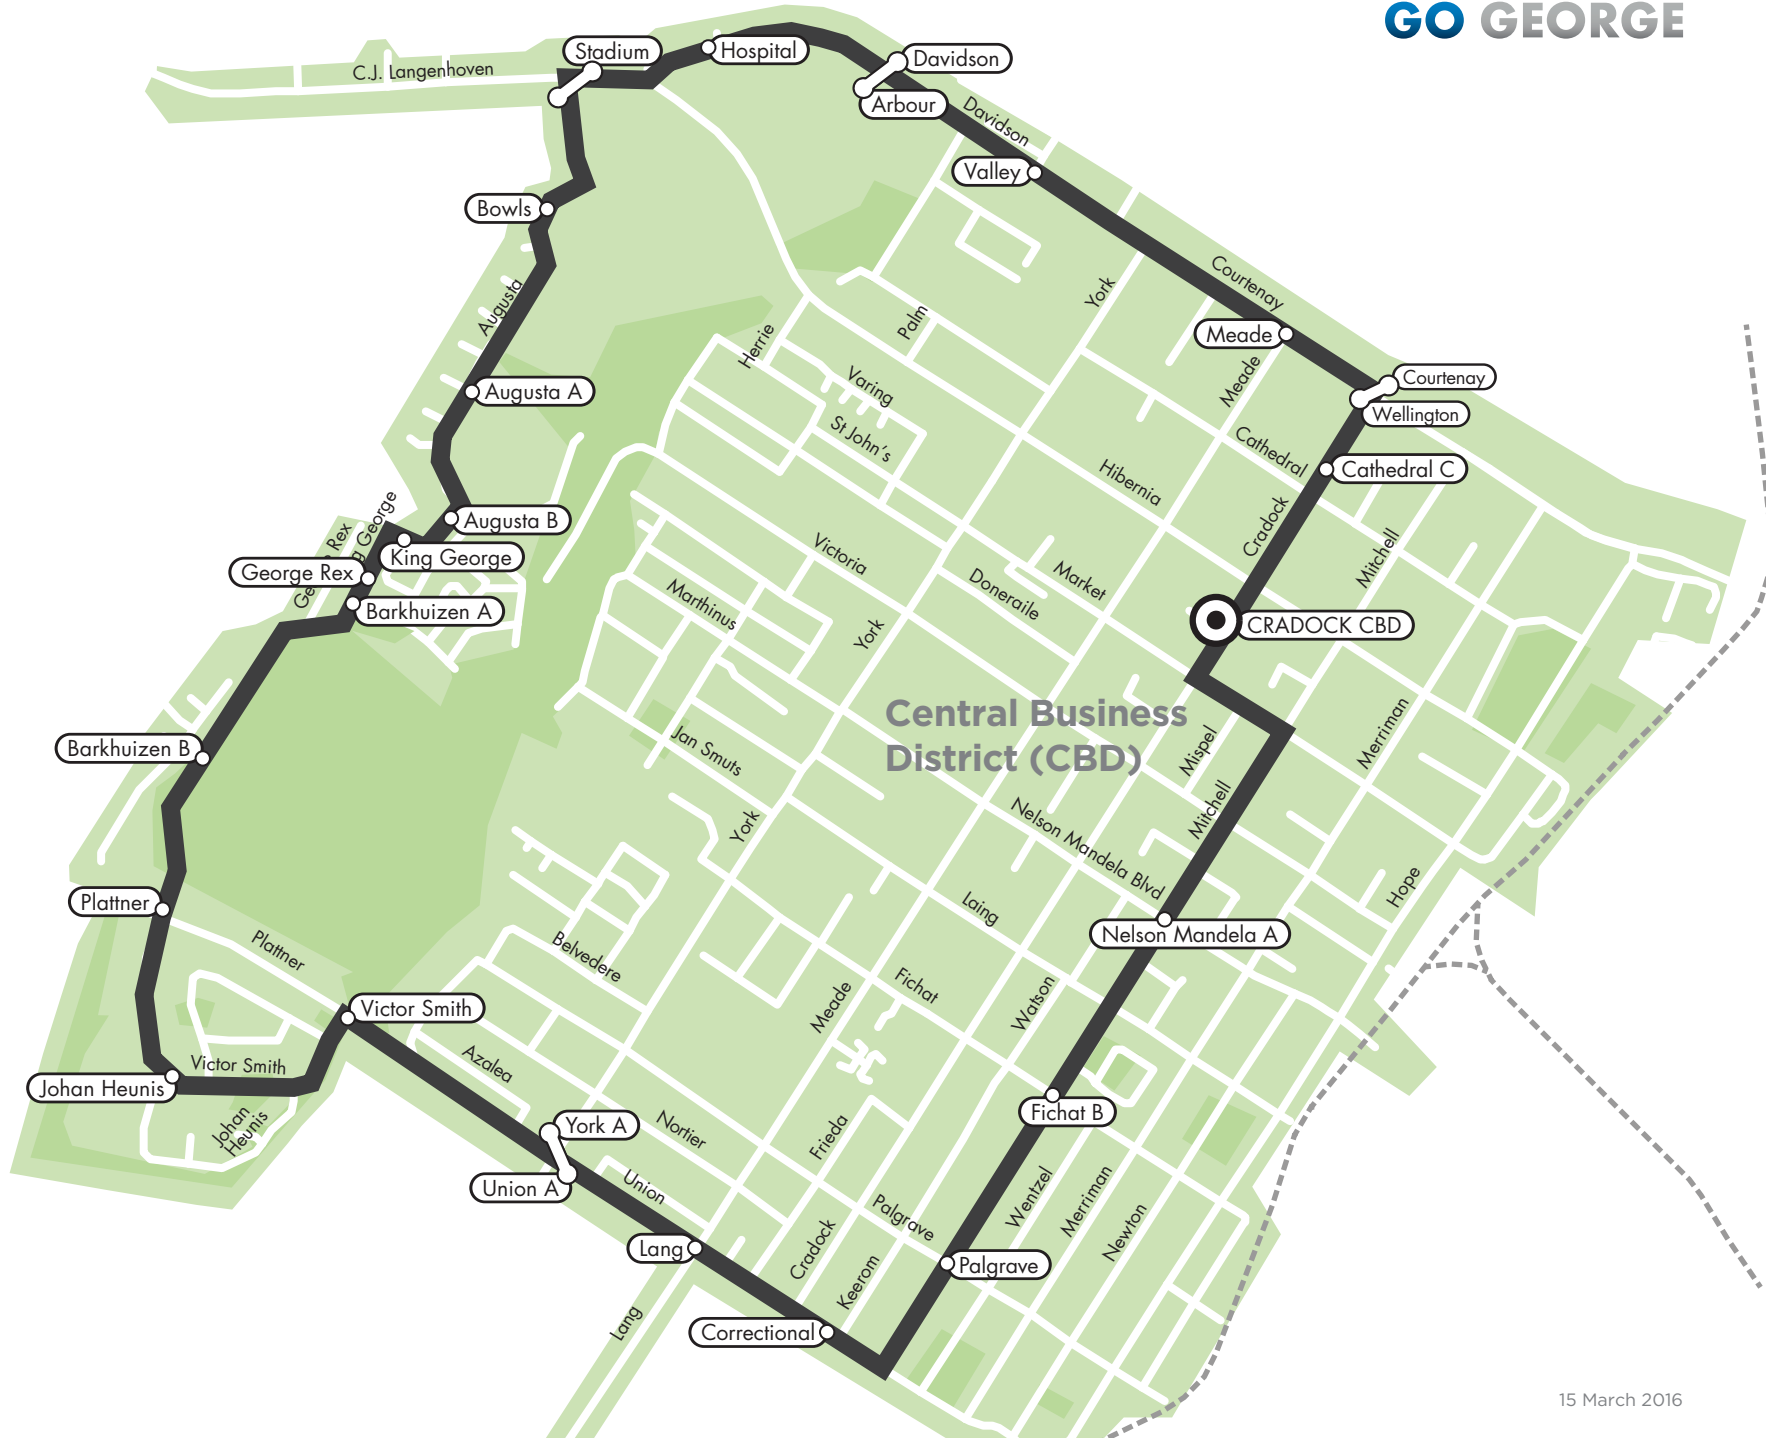 GO GEORGE
Stadium
Hospital
Davidson
C.J. Langenhoven
Arbour
Davidson
Valley
Bowls
Courtenay
York
Augusta
Palm
Meade
Herrie
Courtenay
Meade
Varing
Augusta A
Wellington
St John's
Cathedral
Cathedral C
Hibernia
Cradock
King George
Augusta B
George Rex
Victoria
Mitchell
King George
George Rex
Market
Doneraile
Marthinus
Barkhuizen A
York
CRADOCK CBD
Central Business
District (CBD)
Merriman
Jan Smuts
Mispel
Barkhuizen B
York
Mitchell
Nelson Mandela Blvd
Hope
Plattner
Laing
Nelson Mandela A
Plattner
Belvedere
Fichat
Meade
Watson
Victor Smith
Azalea
Victor Smith
Johan Heunis
Johan
Heunis
Fichat B
York A
Nortier
Frieda
Union A
Union
Wentzel
Merriman
Palgrave
Newton
Lang
Cradock
Palgrave
Keerom
Lang
Correctional
15 March 2016